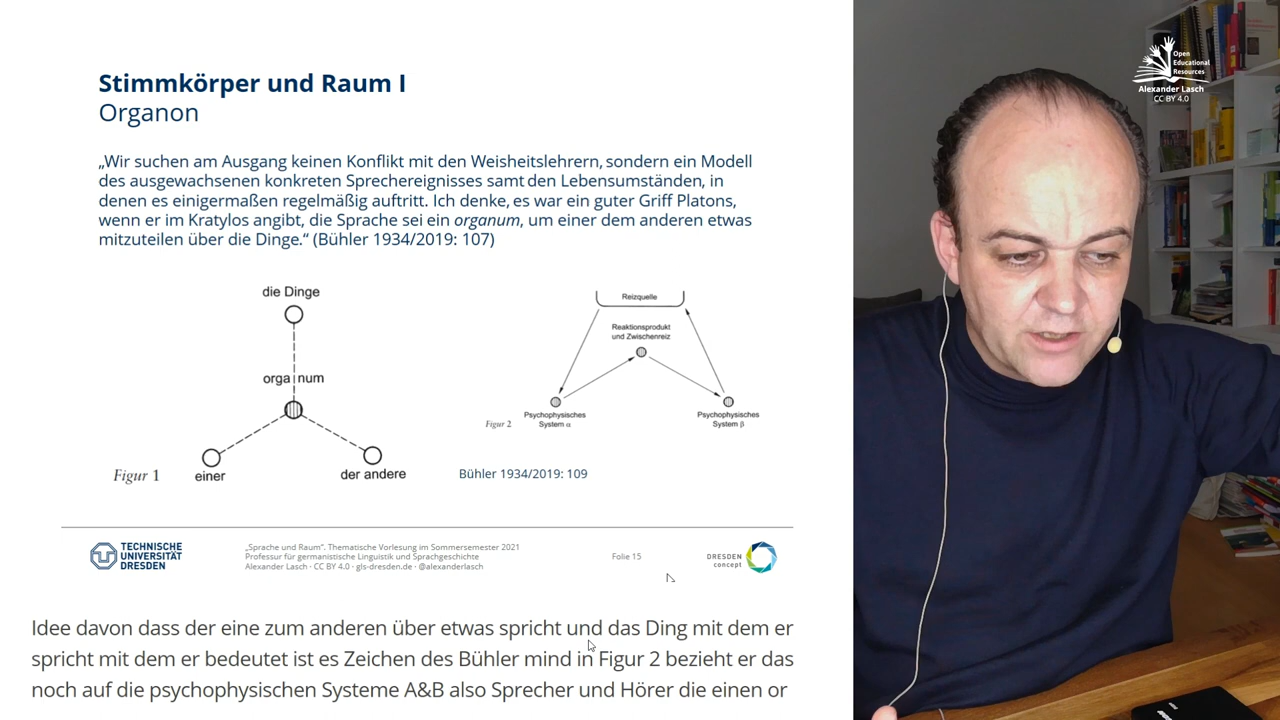 Stimmkörper und Raum I
Organon
„Wir suchen am Ausgang keinen Konflikt mit den Weisheitslehrern, sondern ein Modell
des ausgewachsenen konkreten Sprechereignisses samt den Lebensumständen, in
denen es einigermaßen regelmäßig auftritt. Ich denke, es war ein guter Griff Platons,
wenn er im Kratylos angibt, die Sprache sei ein organum, um einer dem anderen etwas
mitzuteilen über die Dinge.“ (Bühler 1934/2019: 107)
die Dinge
orga num
einer
der andere
Figur 1
Reizquelle
Reaktionsprodukt
und Zwischenreiz
Psychophysisches
System α
Psychophysisches
System β
Figur 2
Bühler 1934/2019: 109
TECHNISCHE
UNIVERSITÄT
DRESDEN
„Sprache und Raum“. Thematische Vorlesung im Sommersemester 2021
Professur für germanistische Linguistik und Sprachgeschichte
Alexander Lasch · CC BY 4.0 · gls-dresden.de · @alexanderlasch
Folie 15
DRESDEN
concept
Idee davon dass der eine zum anderen über etwas spricht und das Ding mit dem er
spricht mit dem er bedeutet ist es Zeichen des Bühler mind in Figur 2 bezieht er das
noch auf die psychophysischen Systeme A&B also Sprecher und Hörer die einen or
Open
Educational
Resources
Alexander Lasch
CC BY 4.0